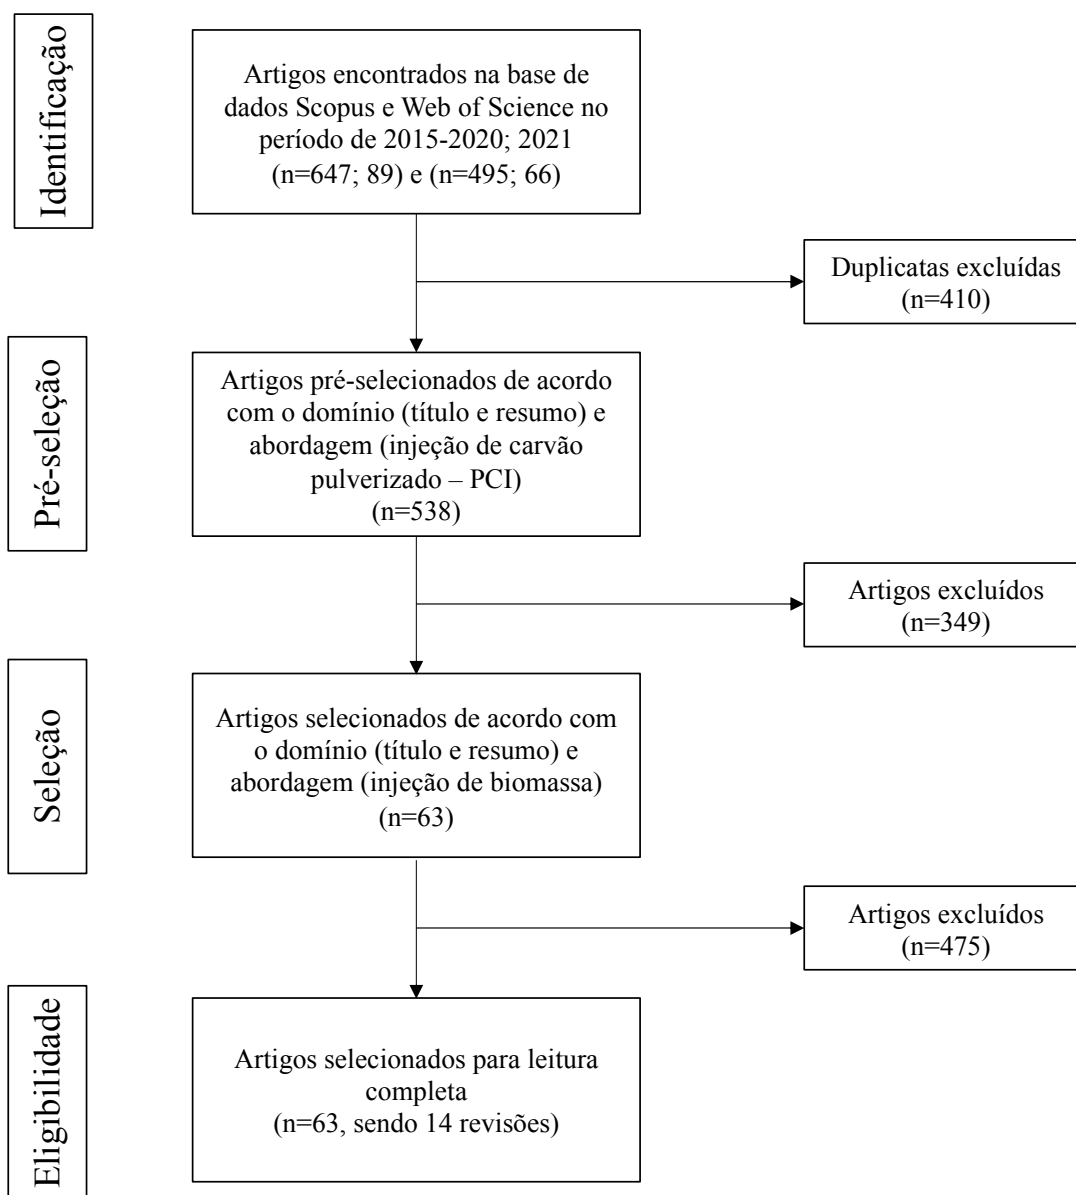 Identificação
Artigos encontrados na base de
dados Scopus e Web of Science no
período de 2015-2020; 2021
(n=647; 89) e (n=495; 66)
Duplicatas excluídas
(n=410)
Pré-seleção
Artigos pré-selecionados de acordo
com o domínio (título e resumo) e
abordagem (injeção de carvão
pulverizado – PCI)
(n=538)
Artigos excluídos
(n=349)
Seleção
Artigos selecionados de acordo com
o domínio (título e resumo) e
abordagem (injeção de biomassa)
(n=63)
Artigos excluídos
(n=475)
Eligibilidade
Artigos selecionados para leitura
completa
(n=63, sendo 14 revisões)